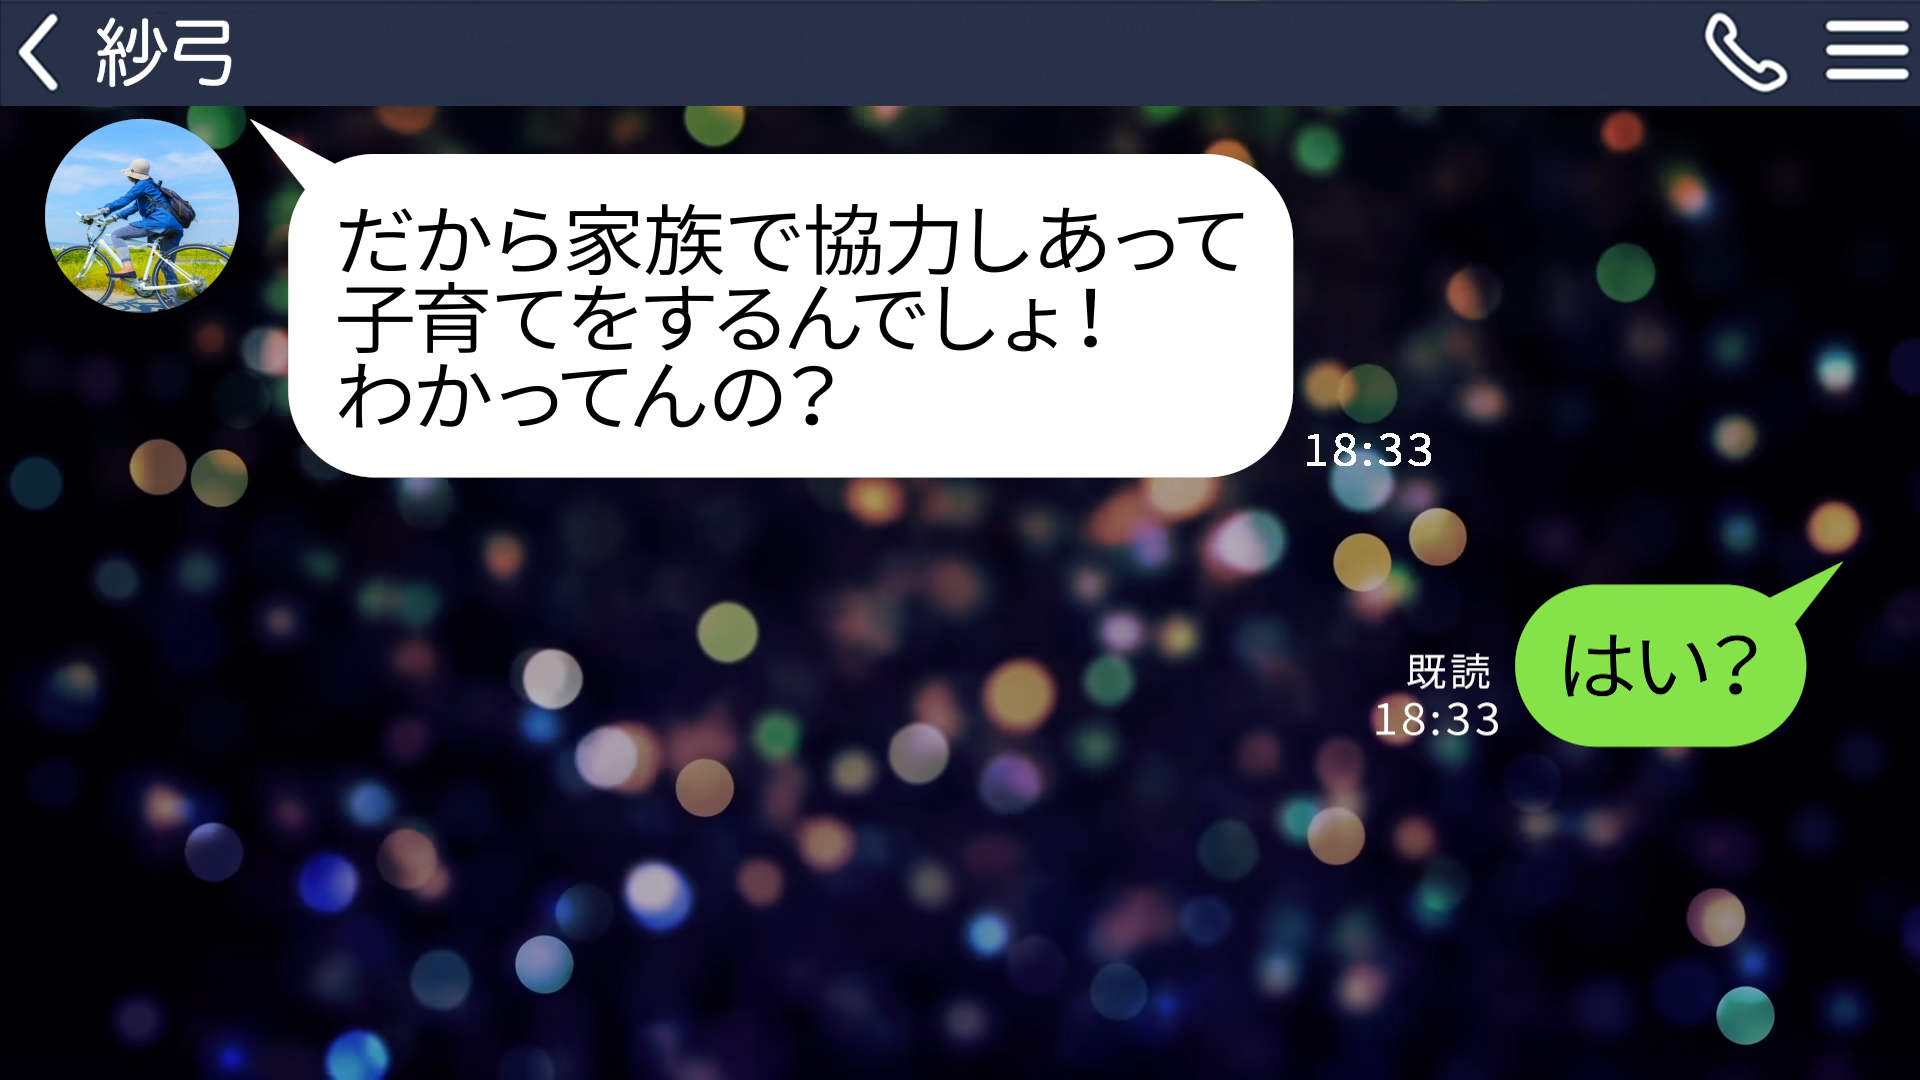 紗弓
だから家族で協力しあって
子育てをするんでしょ！
わかってんの？
18:33
はい？
既読
18:33